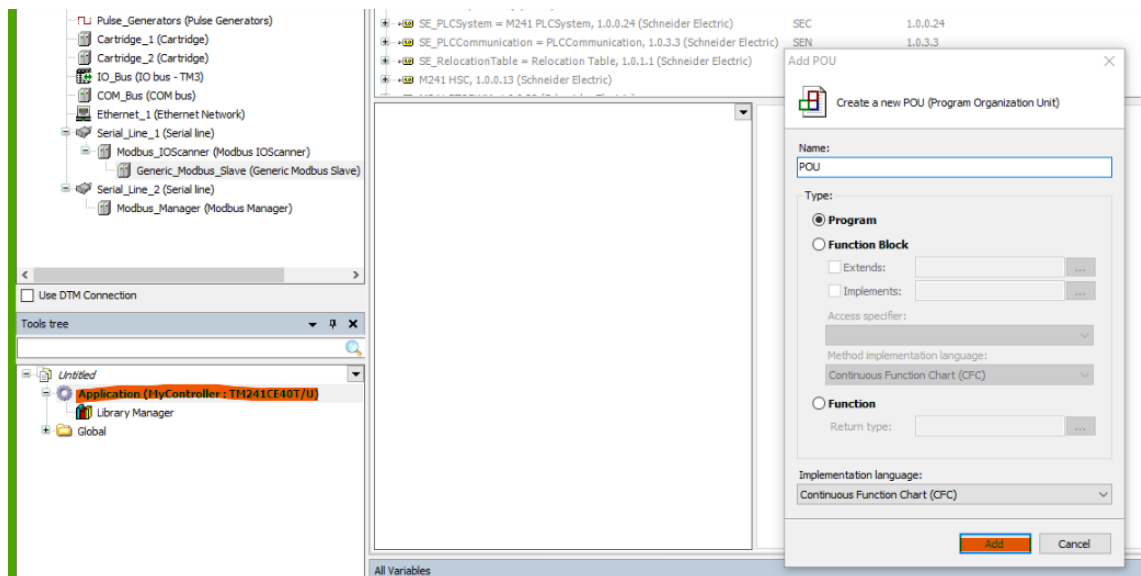 Pulse_Generators (Pulse Generators)
Cartridge_1 (Cartridge)
Cartridge_2 (Cartridge)
IO_Bus (IO bus - TM3)
COM_Bus (COM bus)
Ethernet_1 (Ethernet Network)
Serial_Line_1 (Serial line)
Modbus_IOScanner (Modbus IOScanner)
Generic_Modbus_Slave (Generic Modbus Slave)
Serial_Line_2 (Serial line)
Modbus_Manager (Modbus Manager)
Use DTM Connection
Tools tree
Untitled
Application (MyController : TM241CE40T/U)
Library Manager
Global
SE_PLCSystem = M241 PLCSystem, 1.0.0.24 (Schneider Electric) SEC 1.0.0.24
SE_PLCCommunication = PLCCommunication, 1.0.3.3 (Schneider Electric) SEN 1.0.3.3
SE_RelocationTable = Relocation Table, 1.0.1.1 (Schneider Electric)
M241 HSC, 1.0.0.13 (Schneider Electric)
All Variables
Add POU
Create a new POU (Program Organization Unit)
Name:
POU
Type:
Program
Function Block
Extends: ...
Implements: ...
Access specifier:
Method implementation language:
Continuous Function Chart (CFC)
Function
Return type: ...
Implementation language:
Continuous Function Chart (CFC)
Add Cancel